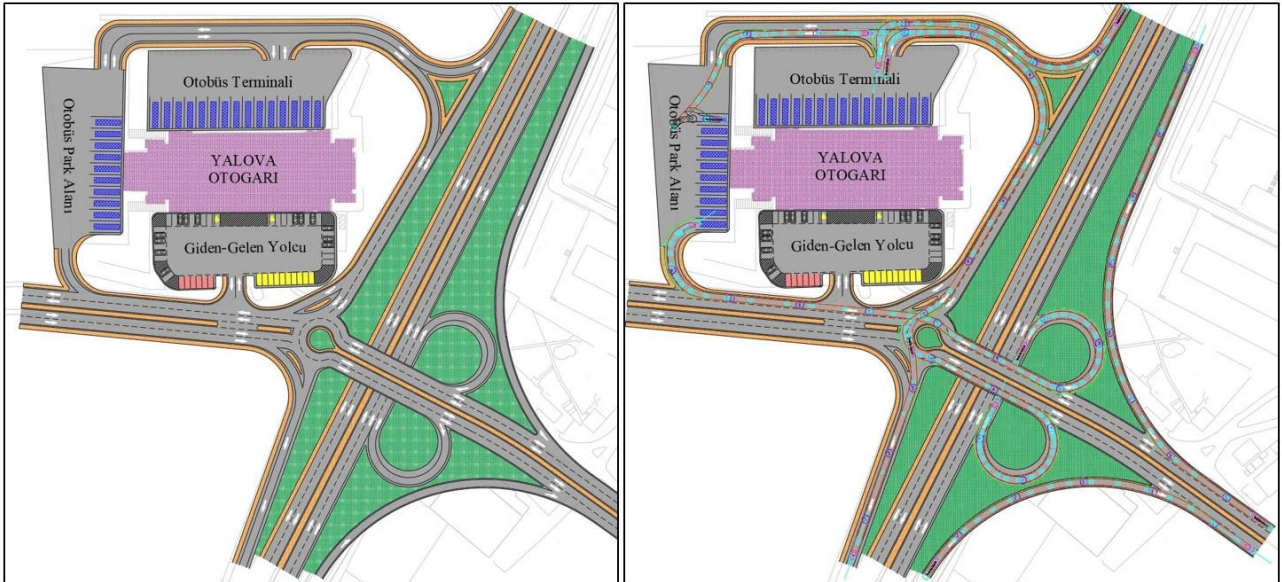 Otobüs Terminali
Otobüs Park Alanı
YALOVA
OTOGARI
Giden-Gelen Yolcu
Otobüs Terminali
Otobüs Park Alanı
YALOVA
OTOGARI
Giden-Gelen Yolcu